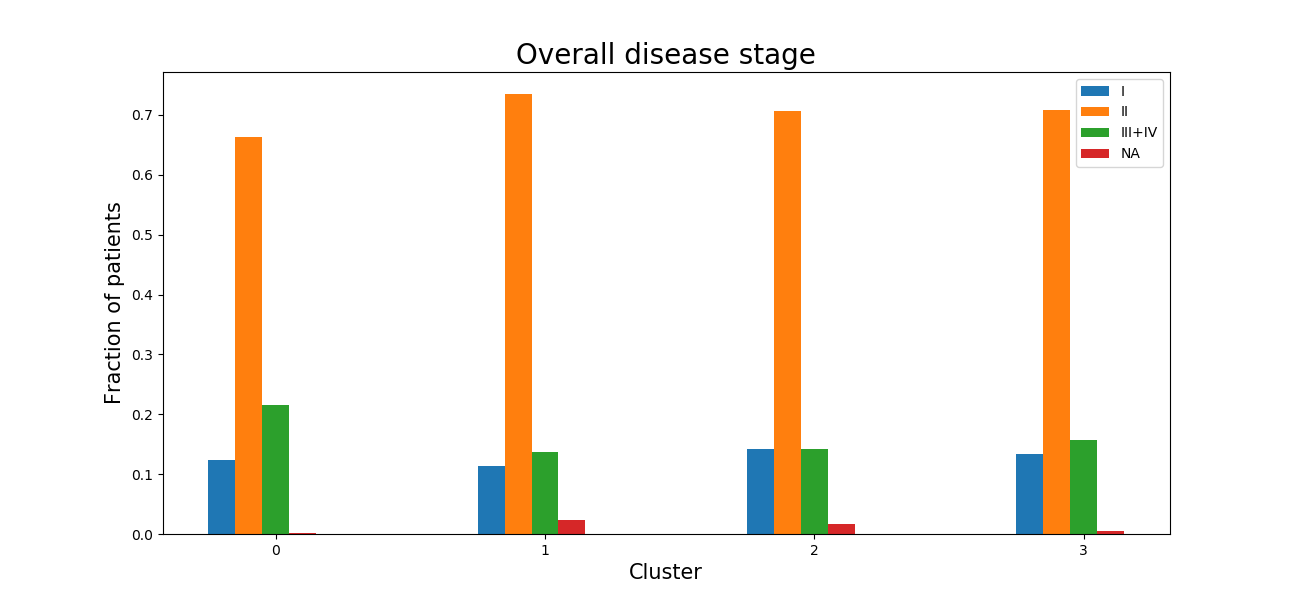 Overall disease stage
I
II
III+IV
NA
Fraction of patients
0.7
0.6
0.5
0.4
0.3
0.2
0.1
0.0
0 1 2 3
Cluster